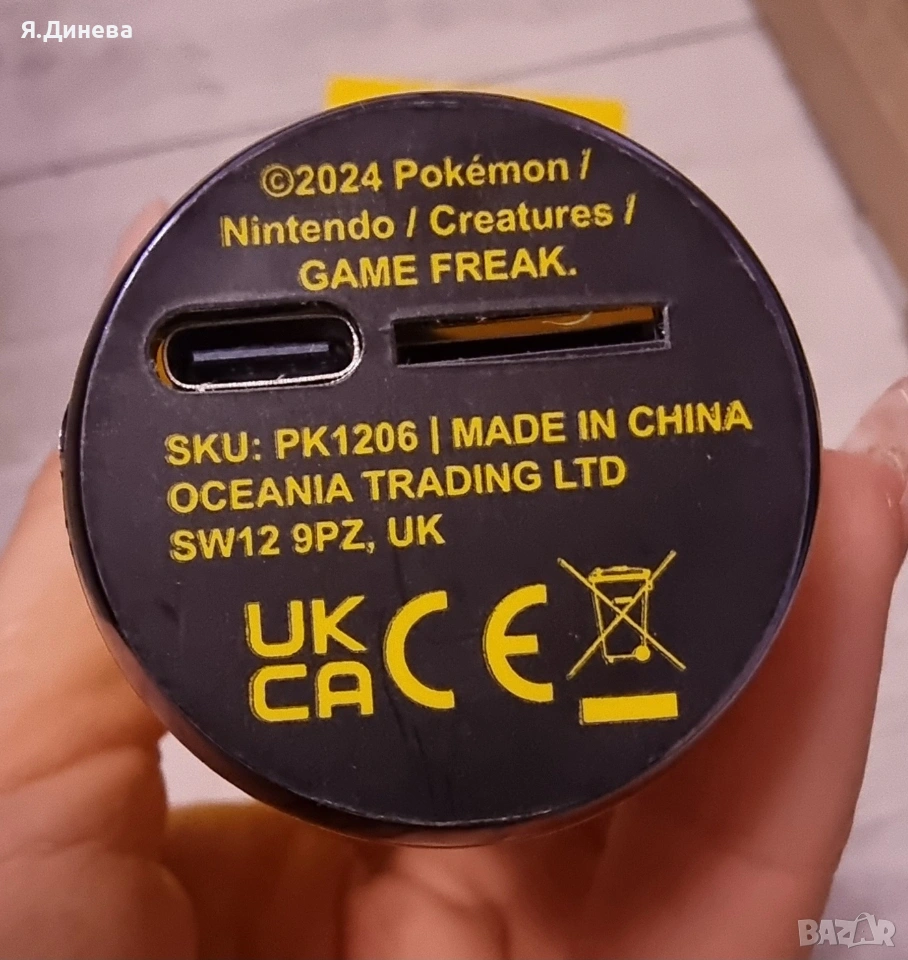 Я.Динева
©2024 Pokémon /
Nintendo / Creatures /
GAME FREAK.
SKU: PK1206 | MADE IN CHINA
OCEANIA TRADING LTD
SW12 9PZ, UK
UK
CA CE
BAZAR